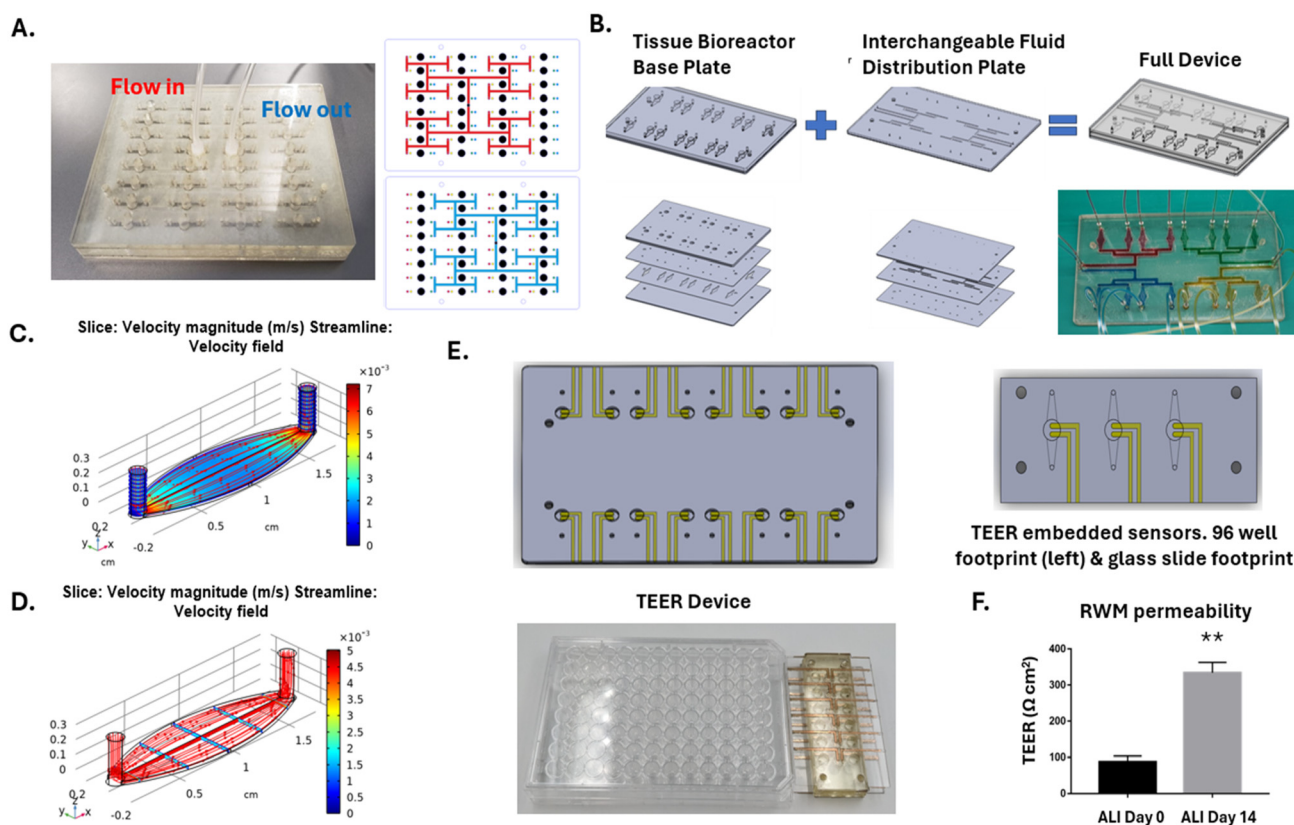 A.
Flow in
Flow out
B.
Tissue Bioreactor
Base Plate
Interchangeable Fluid
Distribution Plate
Full Device
C.
Slice: Velocity magnitude (m/s) Streamline:
Velocity field
×10⁻³
7
6
5
4
3
2
1
0
0.3
0.2
0.1
0
0.2
-0.2
0.5
1
1.5
cm
cm
z
y
x
D.
Slice: Velocity magnitude (m/s) Streamline:
Velocity field
×10⁻³
5
4.5
4
3.5
3
2.5
2
1.5
1
0.5
0
0.3
0.2
0.1
0
0.2
-0.2
0.5
1
1.5
cm
cm
z
y
x
E.
TEER embedded sensors. 96 well
footprint (left) & glass slide footprint
TEER Device
F.
RWM permeability
**
TEER (Ω cm²)
400
300
200
100
0
ALI Day 0
ALI Day 14